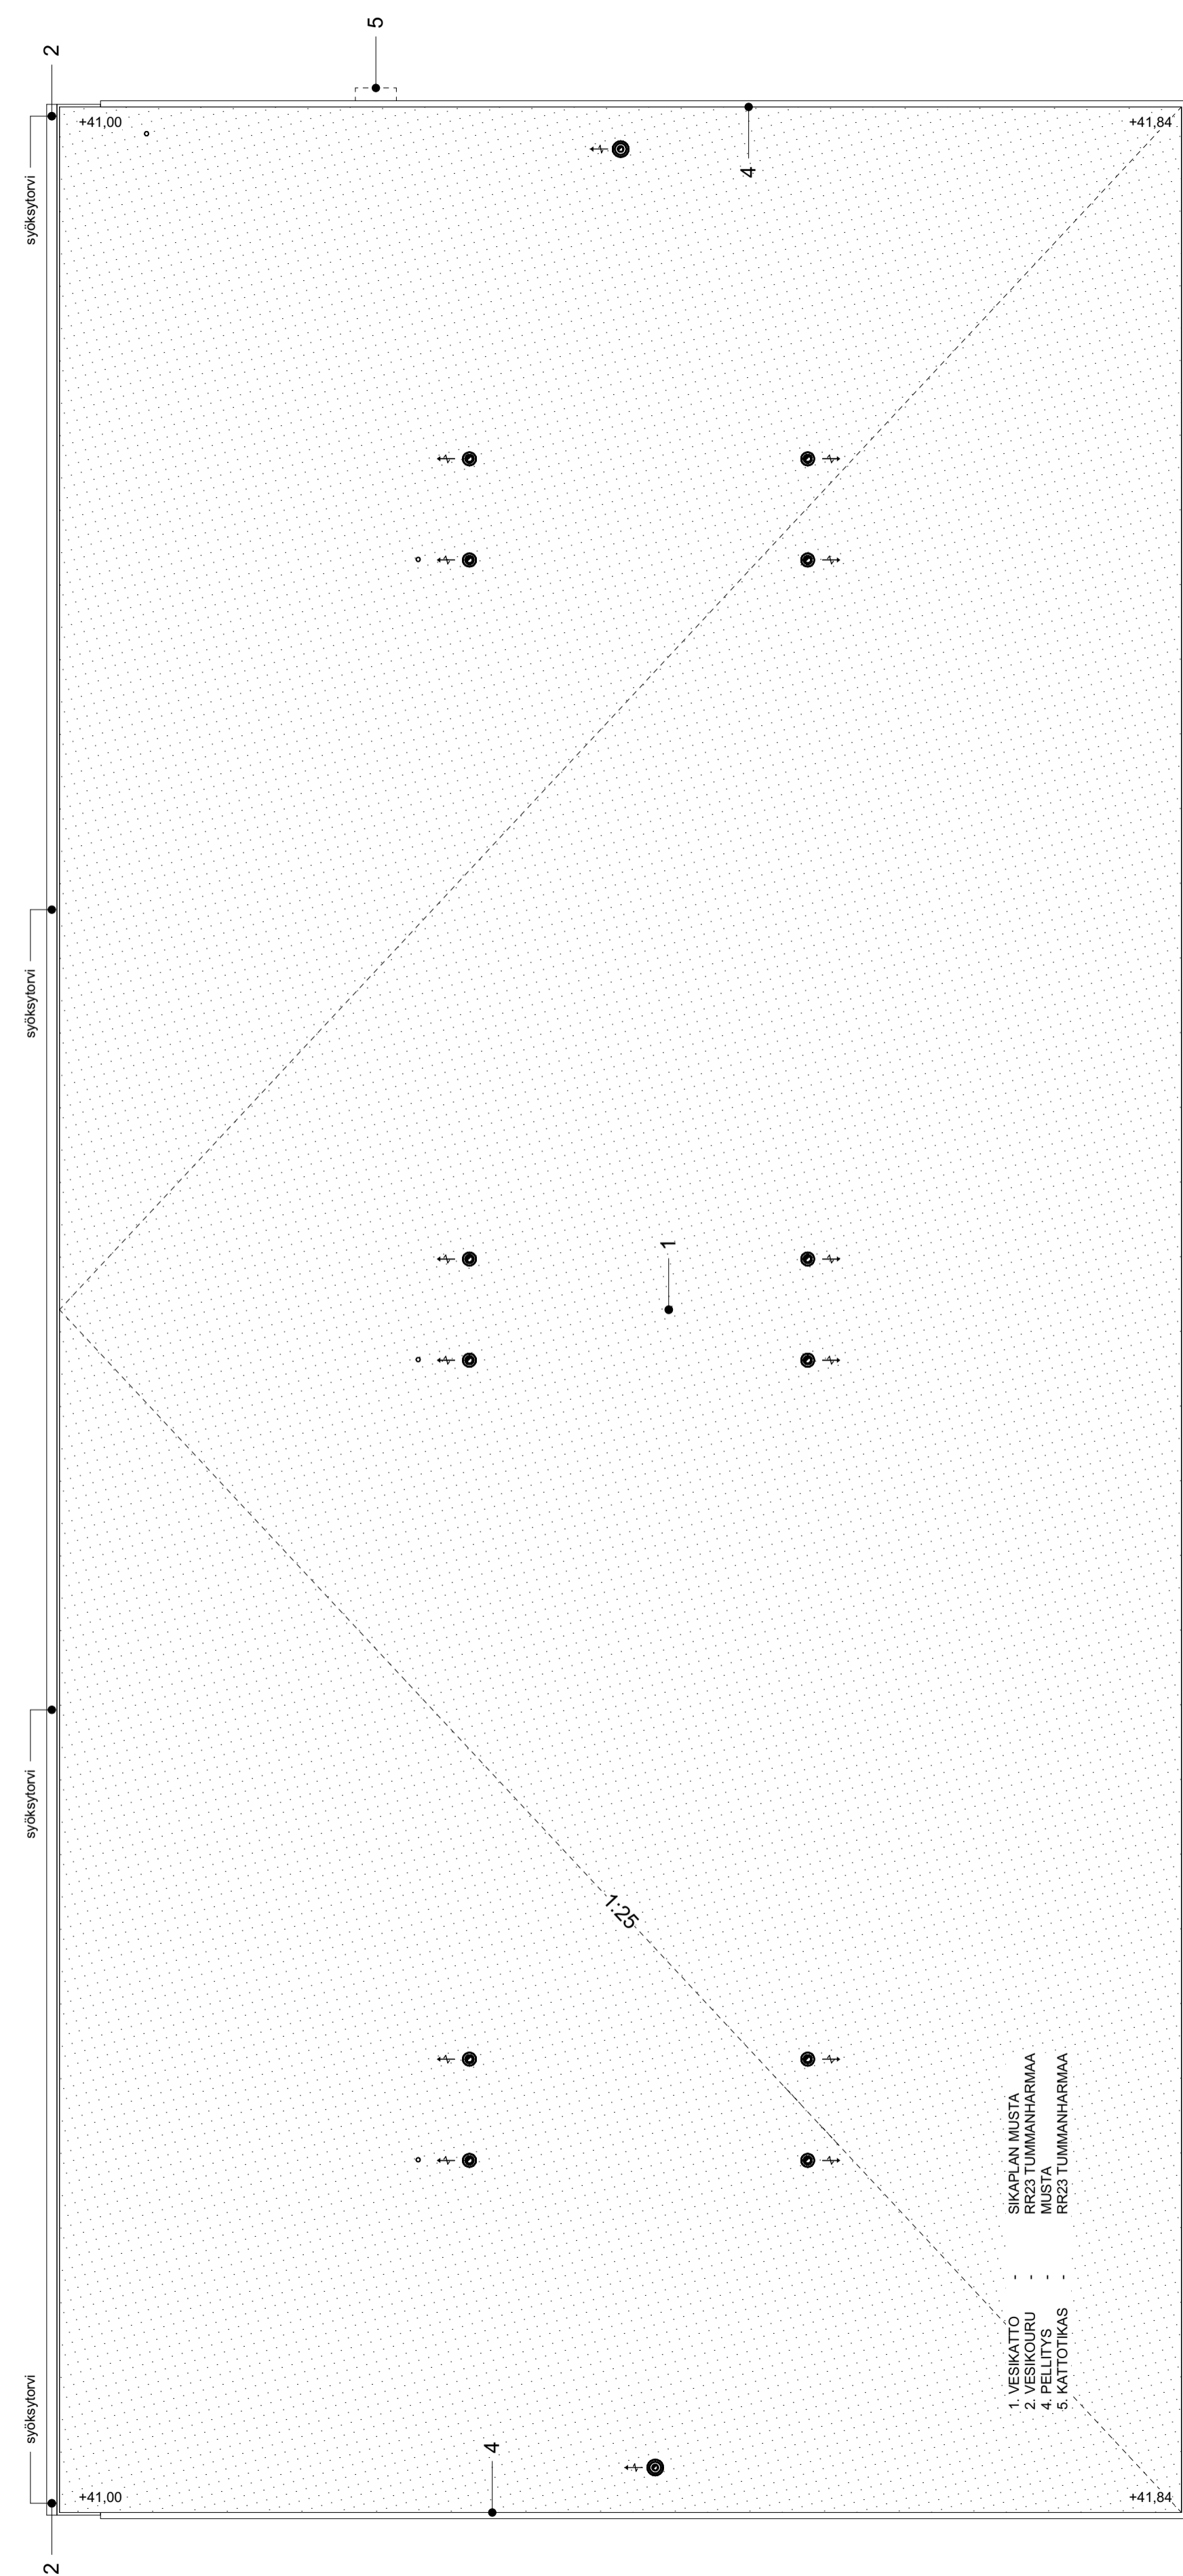 2
5
syöksytorvi
+41,00
+41,84
4
syöksytorvi
1
syöksytorvi
1:25
1. VESIKATTO - SIKAPLAN MUSTA
2. VESIKOURU - RR23 TUMMANHARMAA
4. PELLITYS - MUSTA
5. KATTOTIKAS - RR23 TUMMANHARMAA
syöksytorvi
4
+41,00
+41,84
2